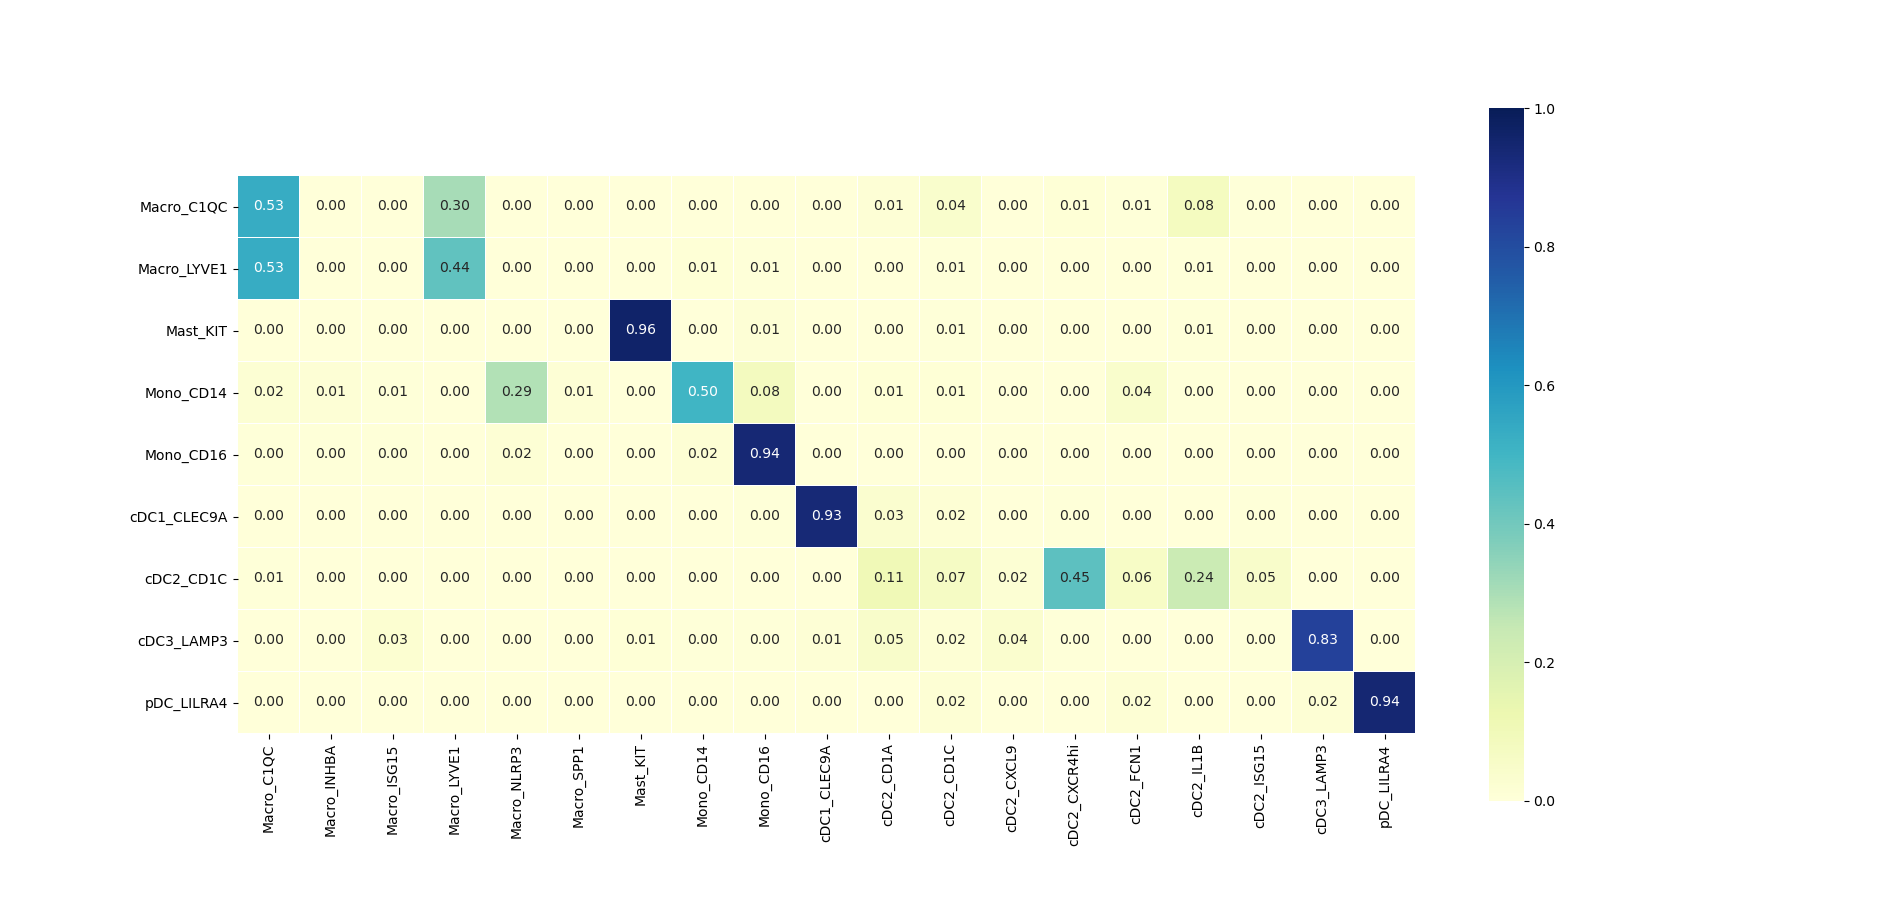 1.0
Macro_C1QC 0.53 0.00 0.00 0.30 0.00 0.00 0.00 0.00 0.00 0.00 0.01 0.04 0.00 0.01 0.01 0.08 0.00 0.00 0.00
0.8
Macro_LYVE1 0.53 0.00 0.00 0.44 0.00 0.00 0.00 0.01 0.01 0.00 0.00 0.01 0.00 0.00 0.00 0.01 0.00 0.00 0.00
Mast_KIT 0.00 0.00 0.00 0.00 0.00 0.00 0.96 0.00 0.01 0.00 0.00 0.01 0.00 0.00 0.00 0.01 0.00 0.00 0.00
0.6
Mono_CD14 0.02 0.01 0.01 0.00 0.29 0.01 0.00 0.50 0.08 0.00 0.01 0.01 0.00 0.00 0.04 0.00 0.00 0.00 0.00
Mono_CD16 0.00 0.00 0.00 0.00 0.02 0.00 0.00 0.02 0.94 0.00 0.00 0.00 0.00 0.00 0.00 0.00 0.00 0.00 0.00
cDC1_CLEC9A 0.00 0.00 0.00 0.00 0.00 0.00 0.00 0.00 0.00 0.93 0.03 0.02 0.00 0.00 0.00 0.00 0.00 0.00 0.00
0.4
cDC2_CD1C 0.01 0.00 0.00 0.00 0.00 0.00 0.00 0.00 0.00 0.00 0.11 0.07 0.02 0.45 0.06 0.24 0.05 0.00 0.00
cDC3_LAMP3 0.00 0.00 0.03 0.00 0.00 0.00 0.01 0.00 0.00 0.01 0.05 0.02 0.04 0.00 0.00 0.00 0.00 0.83 0.00
0.2
pDC_LILRA4 0.00 0.00 0.00 0.00 0.00 0.00 0.00 0.00 0.00 0.00 0.00 0.02 0.00 0.00 0.02 0.00 0.00 0.02 0.94
0.0
Macro_C1QC
Macro_INHBA
Macro_ISG15
Macro_LYVE1
Macro_NLRP3
Macro_SPP1
Mast_KIT
Mono_CD14
Mono_CD16
cDC1_CLEC9A
cDC2_CD1A
cDC2_CD1C
cDC2_CXCL9
cDC2_CXCR4hi
cDC2_FCN1
cDC2_IL1B
cDC2_ISG15
cDC3_LAMP3
pDC_LILRA4